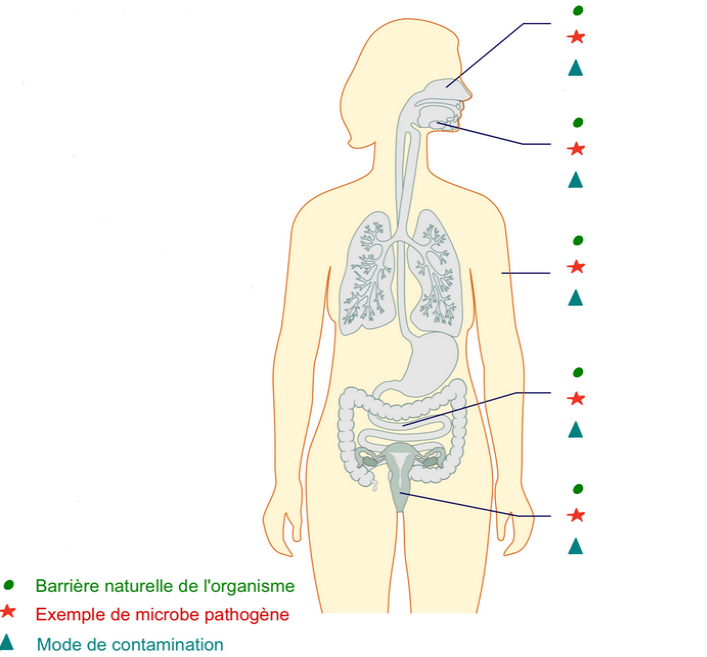 Barrière naturelle de l'organisme
Exemple de microbe pathogène
Mode de contamination